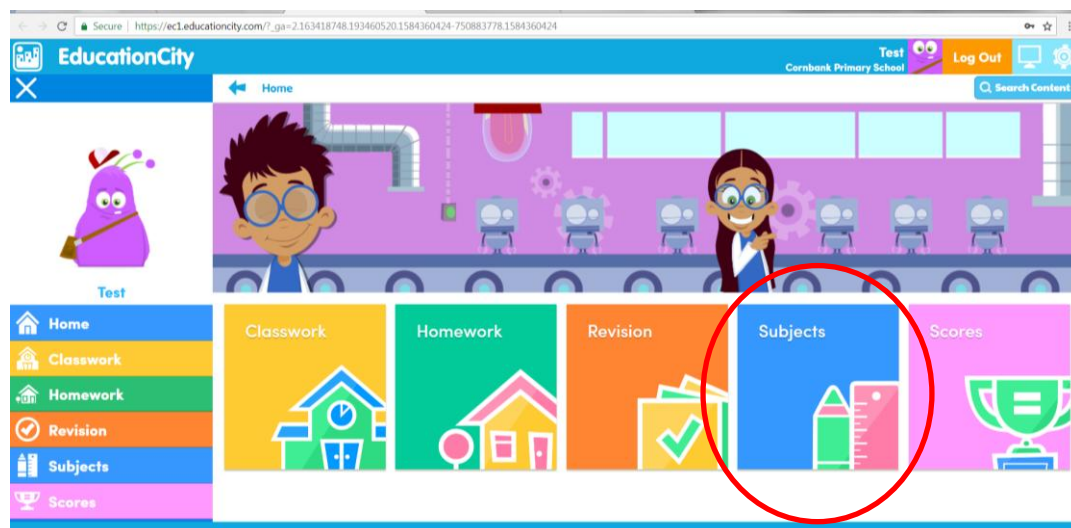 Secure | https://ec1.educationcity.com/?_ga=2.163418748.193460520.1584360424-750883778.1584360424
EducationCity
Test
Cornbank Primary School
Log Out
Home
Search Content
Test
Home
Classwork
Homework
Revision
Subjects
Scores
Classwork
Homework
Revision
Subjects
Scores